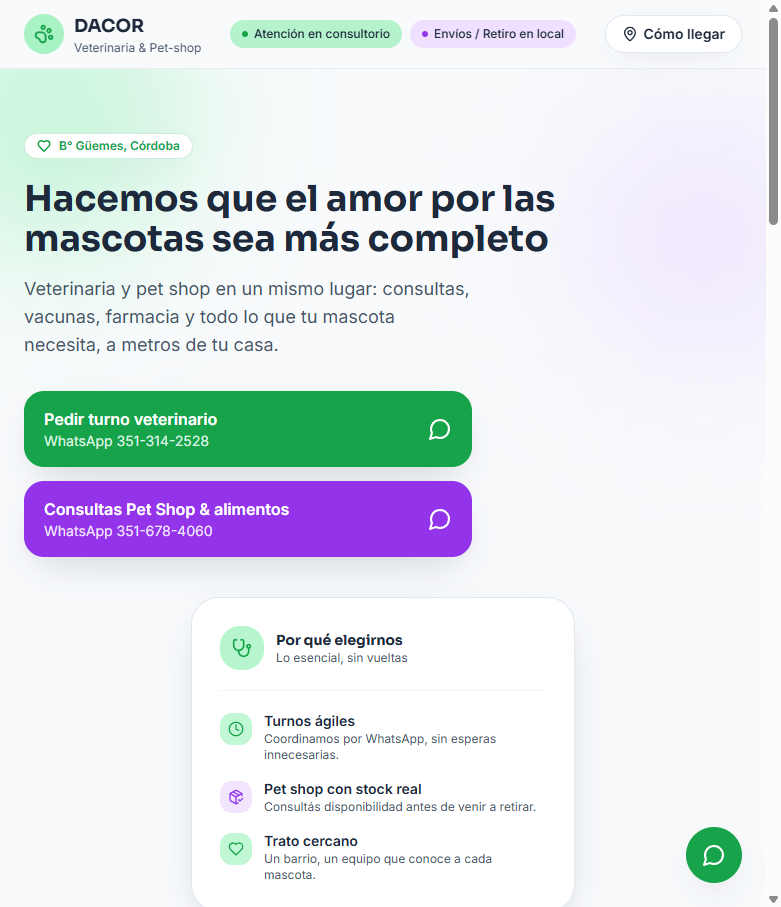 DACOR
Veterinaria & Pet-shop
Atención en consultorio
Envíos / Retiro en local
Cómo llegar
B° Güemes, Córdoba
Hacemos que el amor por las
mascotas sea más completo
Veterinaria y pet shop en un mismo lugar: consultas,
vacunas, farmacia y todo lo que tu mascota
necesita, a metros de tu casa.
Pedir turno veterinario
WhatsApp 351-314-2528
Consultas Pet Shop & alimentos
WhatsApp 351-678-4060
Por qué elegirnos
Lo esencial, sin vueltas
Turnos ágiles
Coordinamos por WhatsApp, sin esperas
innecesarias.
Pet shop con stock real
Consultás disponibilidad antes de venir a retirar.
Trato cercano
Un barrio, un equipo que conoce a cada
mascota.